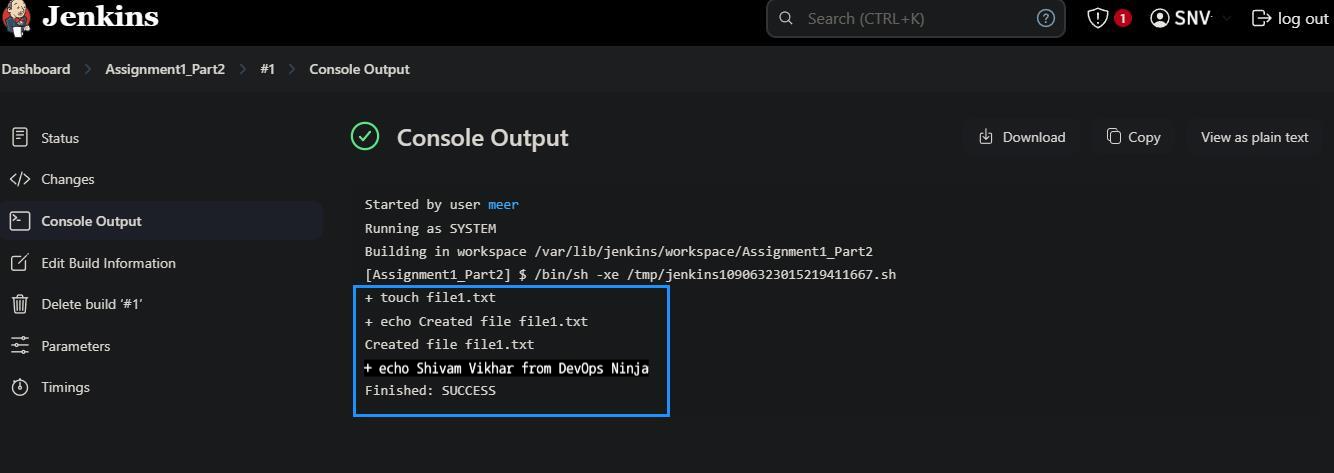 Jenkins
Search (CTRL+K)
1
SNV
log out
Dashboard
Assignment1_Part2
#1
Console Output
Status
Changes
Console Output
Edit Build Information
Delete build ‘#1’
Parameters
Timings
Console Output
Download
Copy
View as plain text
Started by user meer
Running as SYSTEM
Building in workspace /var/lib/jenkins/workspace/Assignment1_Part2
[Assignment1_Part2] $ /bin/sh -xe /tmp/jenkins10906323015219411667.sh
+ touch file1.txt
+ echo Created file file1.txt
Created file file1.txt
+ echo Shivam Vikhar from DevOps Ninja
Finished: SUCCESS